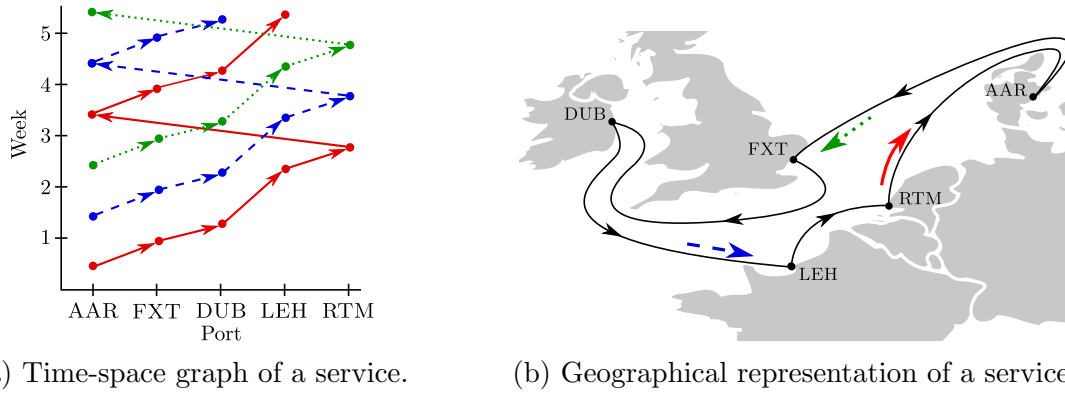 5
4
3
2
1
Week
AAR FXT DUB LEH RTM
Port
) Time-space graph of a service.
DUB
FXT
AAR
RTM
LEH
(b) Geographical representation of a service